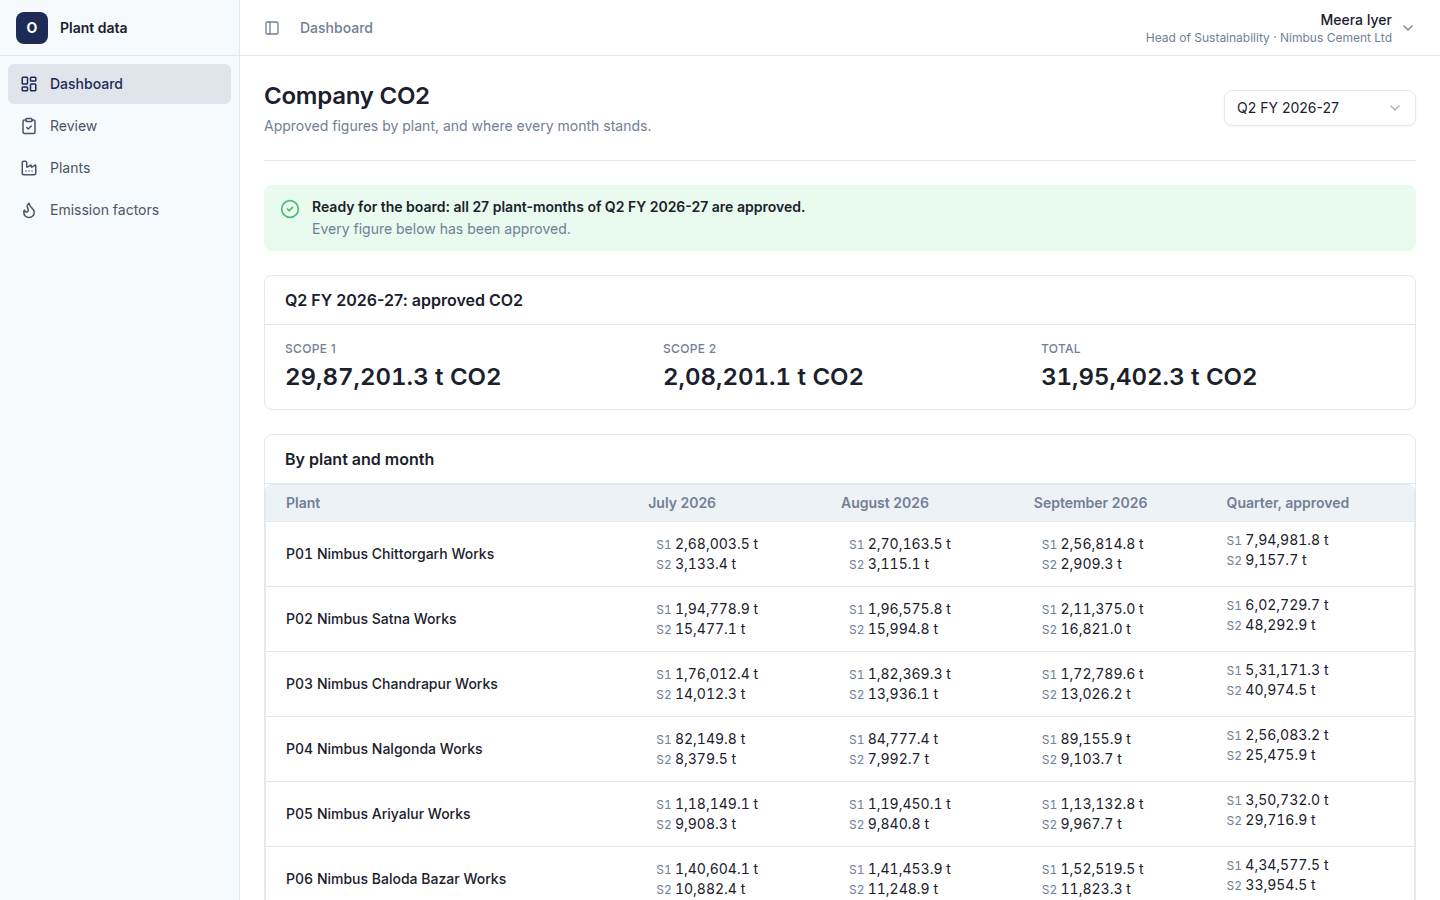 O Plant data
Dashboard
Review
Plants
Emission factors
Dashboard
Meera Iyer
Head of Sustainability · Nimbus Cement Ltd
Company CO2
Approved figures by plant, and where every month stands.
Q2 FY 2026-27
Ready for the board: all 27 plant-months of Q2 FY 2026-27 are approved.
Every figure below has been approved.
Q2 FY 2026-27: approved CO2
SCOPE 1 SCOPE 2 TOTAL
29,87,201.3 t CO2 2,08,201.1 t CO2 31,95,402.3 t CO2
By plant and month
Plant July 2026 August 2026 September 2026 Quarter, approved
P01 Nimbus Chittorgarh Works
S1 2,68,003.5 t S1 2,70,163.5 t S1 2,56,814.8 t S1 7,94,981.8 t
S2 3,133.4 t S2 3,115.1 t S2 2,909.3 t S2 9,157.7 t
P02 Nimbus Satna Works
S1 1,94,778.9 t S1 1,96,575.8 t S1 2,11,375.0 t S1 6,02,729.7 t
S2 15,477.1 t S2 15,994.8 t S2 16,821.0 t S2 48,292.9 t
P03 Nimbus Chandrapur Works
S1 1,76,012.4 t S1 1,82,369.3 t S1 1,72,789.6 t S1 5,31,171.3 t
S2 14,012.3 t S2 13,936.1 t S2 13,026.2 t S2 40,974.5 t
P04 Nimbus Nalgonda Works
S1 82,149.8 t S1 84,777.4 t S1 89,155.9 t S1 2,56,083.2 t
S2 8,379.5 t S2 7,992.7 t S2 9,103.7 t S2 25,475.9 t
P05 Nimbus Ariyalur Works
S1 1,18,149.1 t S1 1,19,450.1 t S1 1,13,132.8 t S1 3,50,732.0 t
S2 9,908.3 t S2 9,840.8 t S2 9,967.7 t S2 29,716.9 t
P06 Nimbus Baloda Bazar Works
S1 1,40,604.1 t S1 1,41,453.9 t S1 1,52,519.5 t S1 4,34,577.5 t
S2 10,882.4 t S2 11,248.9 t S2 11,823.3 t S2 33,954.5 t